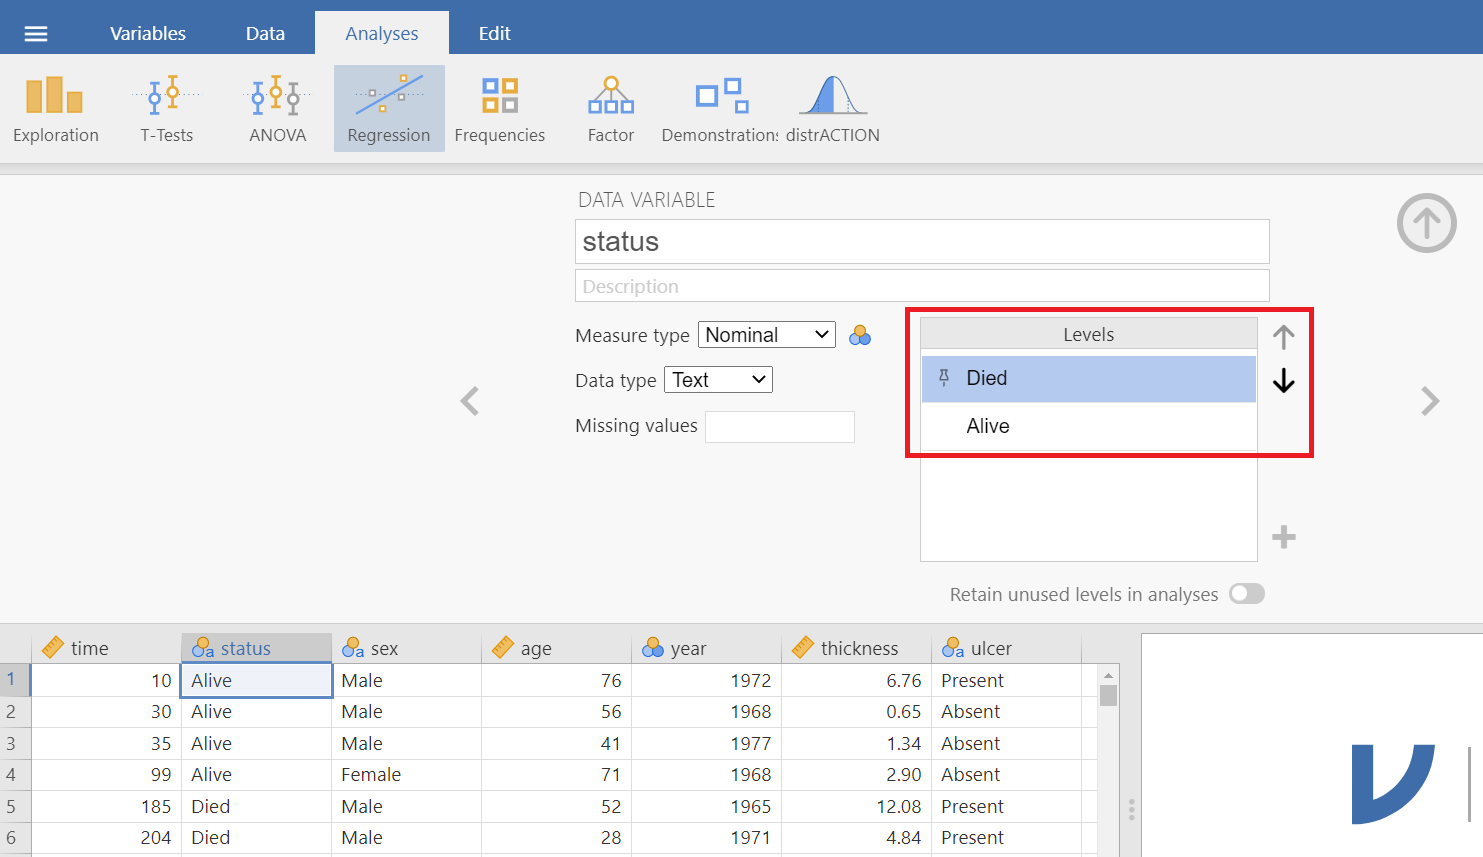 Variables Data Analyses Edit
Exploration T-Tests ANOVA Regression Frequencies Factor Demonstrations distrACTION
DATA VARIABLE
status
Description
Measure type Nominal
Levels
Data type Text
Died
Missing values
Alive
Retain unused levels in analyses
time status sex age year thickness ulcer
1 10 Alive Male 76 1972 6.76 Present
2 30 Alive Male 56 1968 0.65 Absent
3 35 Alive Male 41 1977 1.34 Absent
4 99 Alive Female 71 1968 2.90 Absent
5 185 Died Male 52 1965 12.08 Present
6 204 Died Male 28 1971 4.84 Present